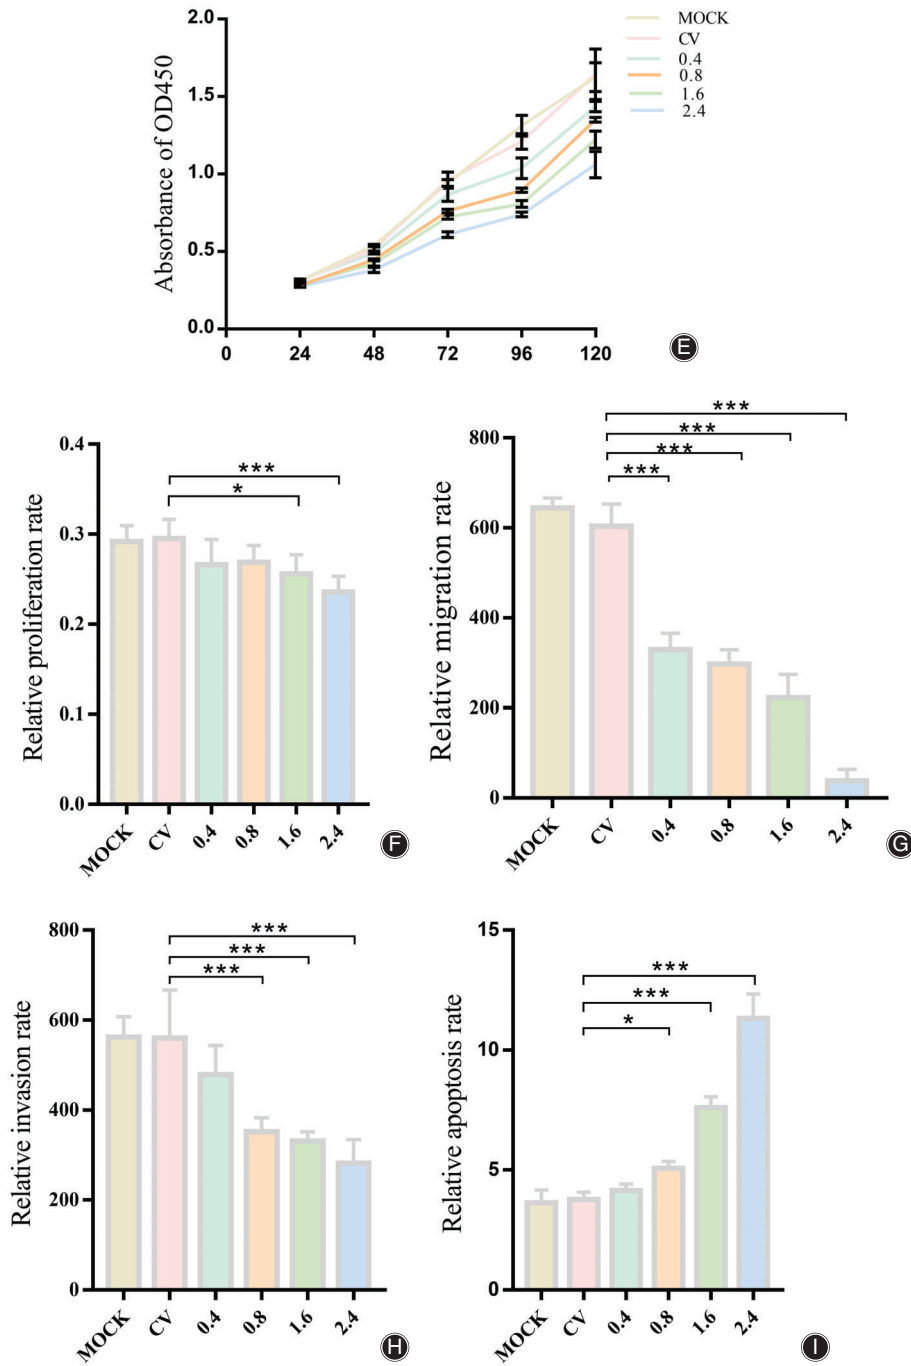 2.0
1.5
1.0
0.5
0.0
Absorbance of OD450
0 24 48 72 96 120
MOCK
CV
0.4
0.8
1.6
2.4
E
0.4
0.3
0.2
0.1
0.0
Relative proliferation rate
***
*
MOCK CV 0.4 0.8 1.6 2.4
F
800
600
400
200
0
Relative migration rate
***
***
***
***
MOCK CV 0.4 0.8 1.6 2.4
G
800
600
400
200
0
Relative invasion rate
***
***
***
MOCK CV 0.4 0.8 1.6 2.4
H
15
10
5
0
Relative apoptosis rate
***
***
*
MOCK CV 0.4 0.8 1.6 2.4
I